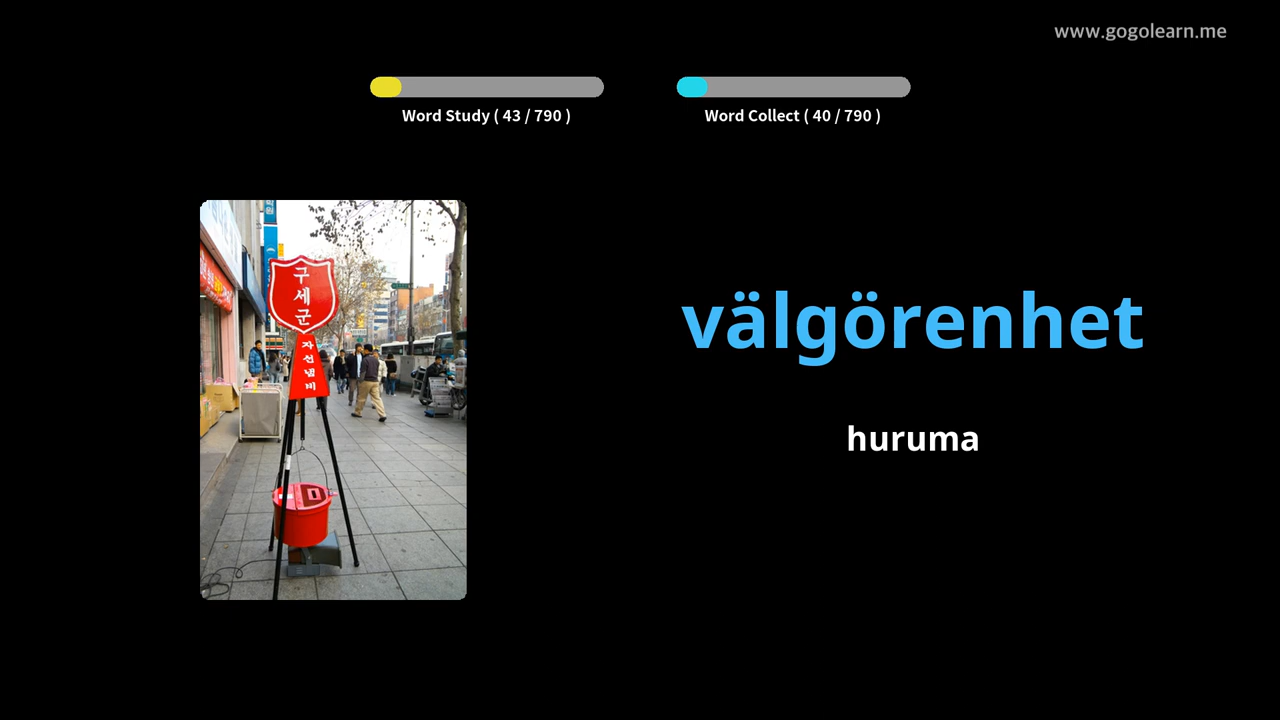 www.gogolearn.me
Word Study ( 43 / 790 )
Word Collect ( 40 / 790 )
구세군
자선냄비
välgörenhet
huruma